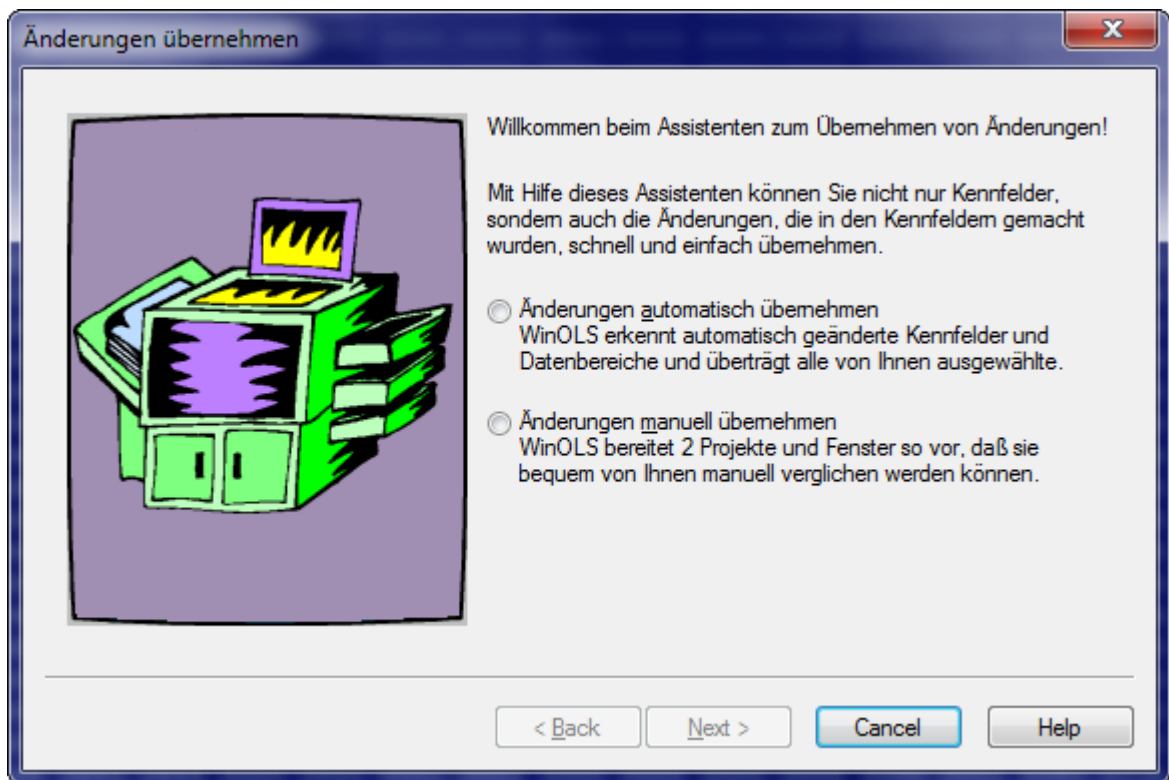 Änderungen übernehmen
Willkommen beim Assistenten zum Übernehmen von Änderungen!
Mit Hilfe dieses Assistenten können Sie nicht nur Kennfelder,
sondern auch die Änderungen, die in den Kennfeldern gemacht
wurden, schnell und einfach übernehmen.
Änderungen automatisch übernehmen
WinOLS erkennt automatisch geänderte Kennfelder und
Datenbereiche und überträgt alle von Ihnen ausgewählte.
Änderungen manuell übernehmen
WinOLS bereitet 2 Projekte und Fenster so vor, daß sie
bequem von Ihnen manuell verglichen werden können.
< Back Next > Cancel Help